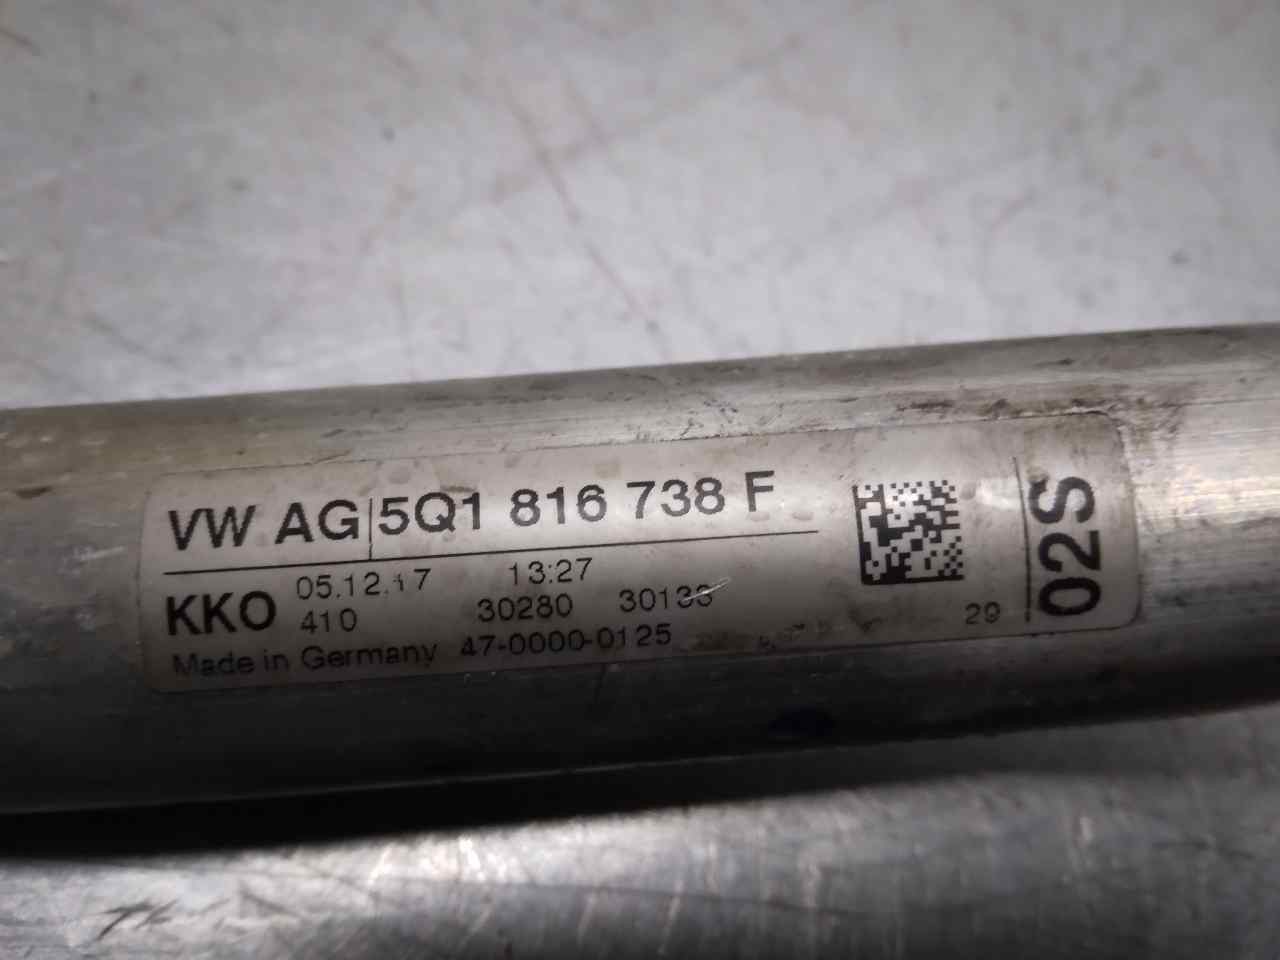 VW AG 5Q1 816 738 F
KKO 05.12.17 13:27
410 30280 30133
Made in Germany 47-0000-0125
29
02S